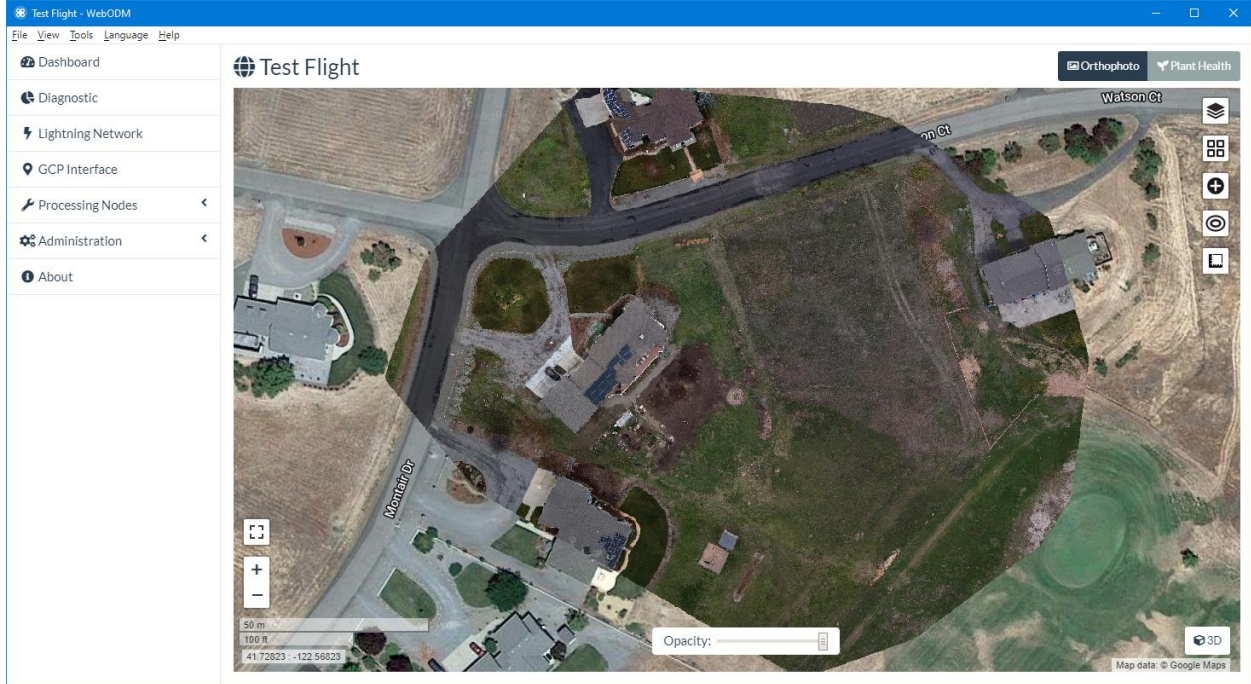 Test Flight - WebODM
File View Tools Language Help
Dashboard
Diagnostic
Lightning Network
GCP Interface
Processing Nodes
Administration
About
Test Flight
Orthophoto
Plant Health
Watson Ct
on Ct
Montair Dr
+
−
50 m
100 ft
41.72823 : -122.56823
Opacity:
3D
Map data: © Google Maps